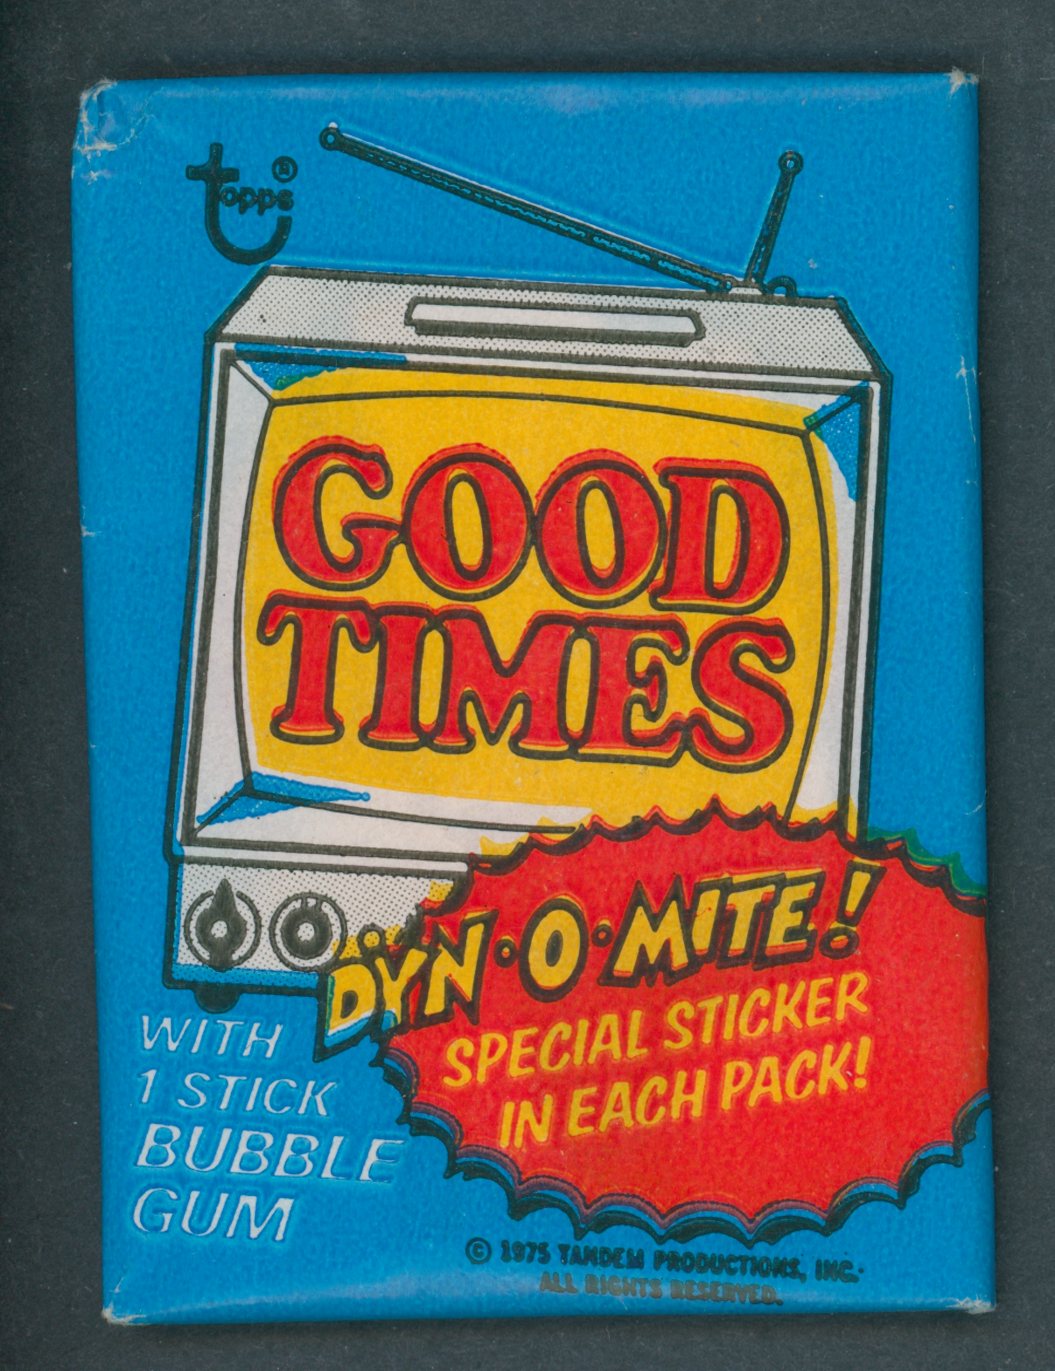 topps®
GOOD
TIMES
DYN·O·MITE!
SPECIAL STICKER
IN EACH PACK!
WITH
1 STICK
BUBBLE
GUM
© 1975 TANDEM PRODUCTIONS, INC.
ALL RIGHTS RESERVED.